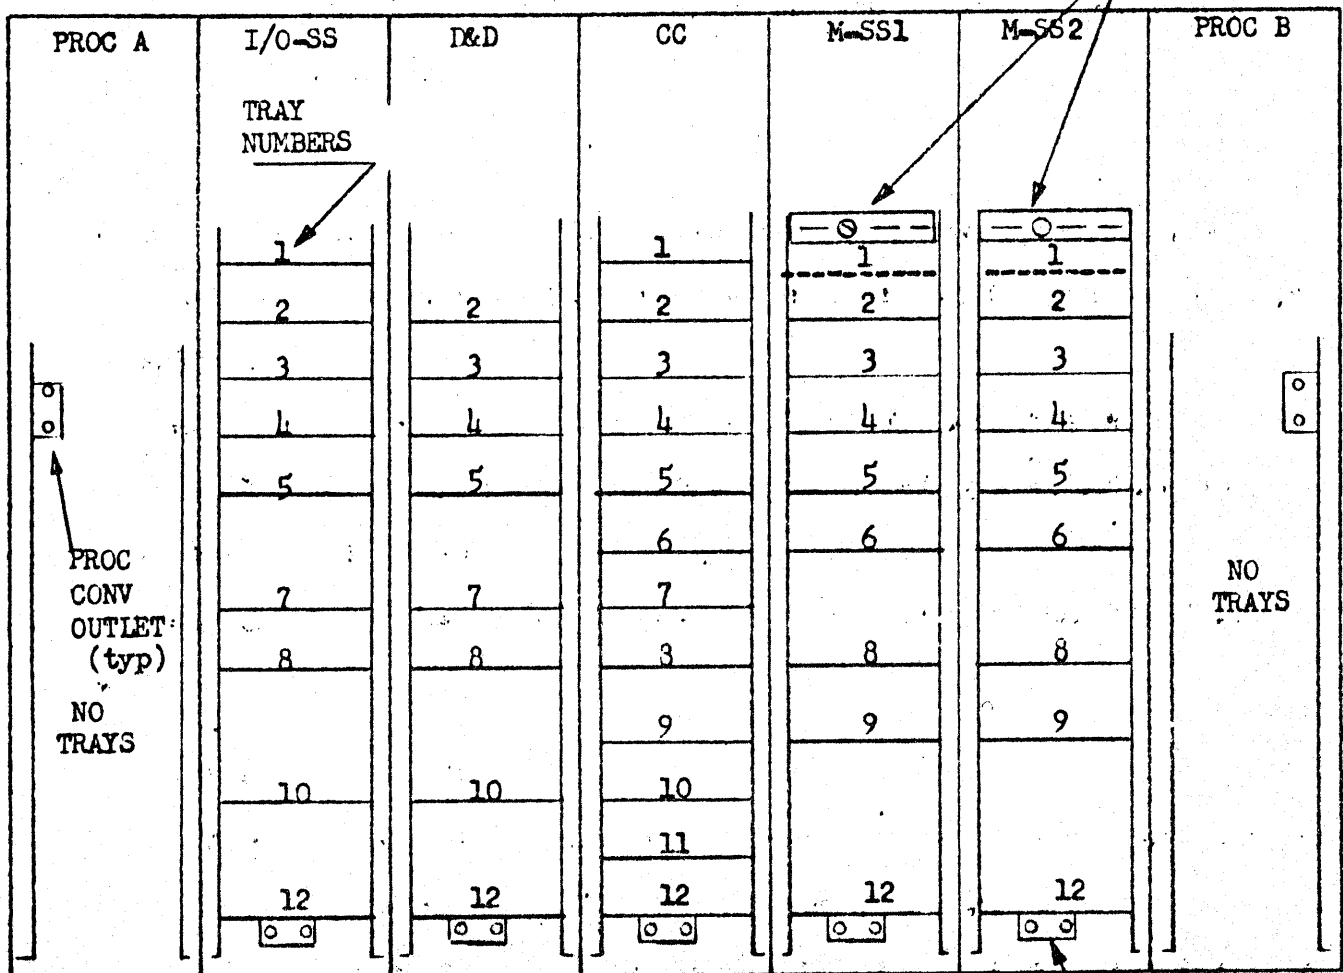 PROC A I/O-SS D&D CC M-SS1 M-SS2 PROC B
TRAY
NUMBERS
1 1 1 1
2 2 2 2 2
3 3 3 3 3
4 4 4 4 4
5 5 5 5 5
6 6 6
PROC
CONV
OUTLET
(typ)
NO
TRAYS
7 7 7
NO
TRAYS
8 8 3 8 8
9 9 9
10 10 10
11
12 12 12 12 12